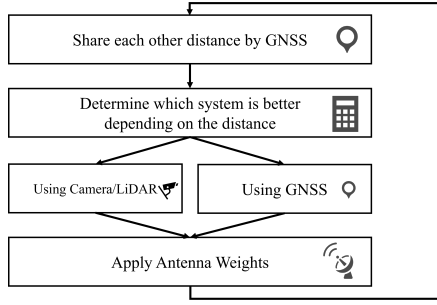 Share each other distance by GNSS
Determine which system is better
depending on the distance
Using Camera/LiDAR
Using GNSS
Apply Antenna Weights